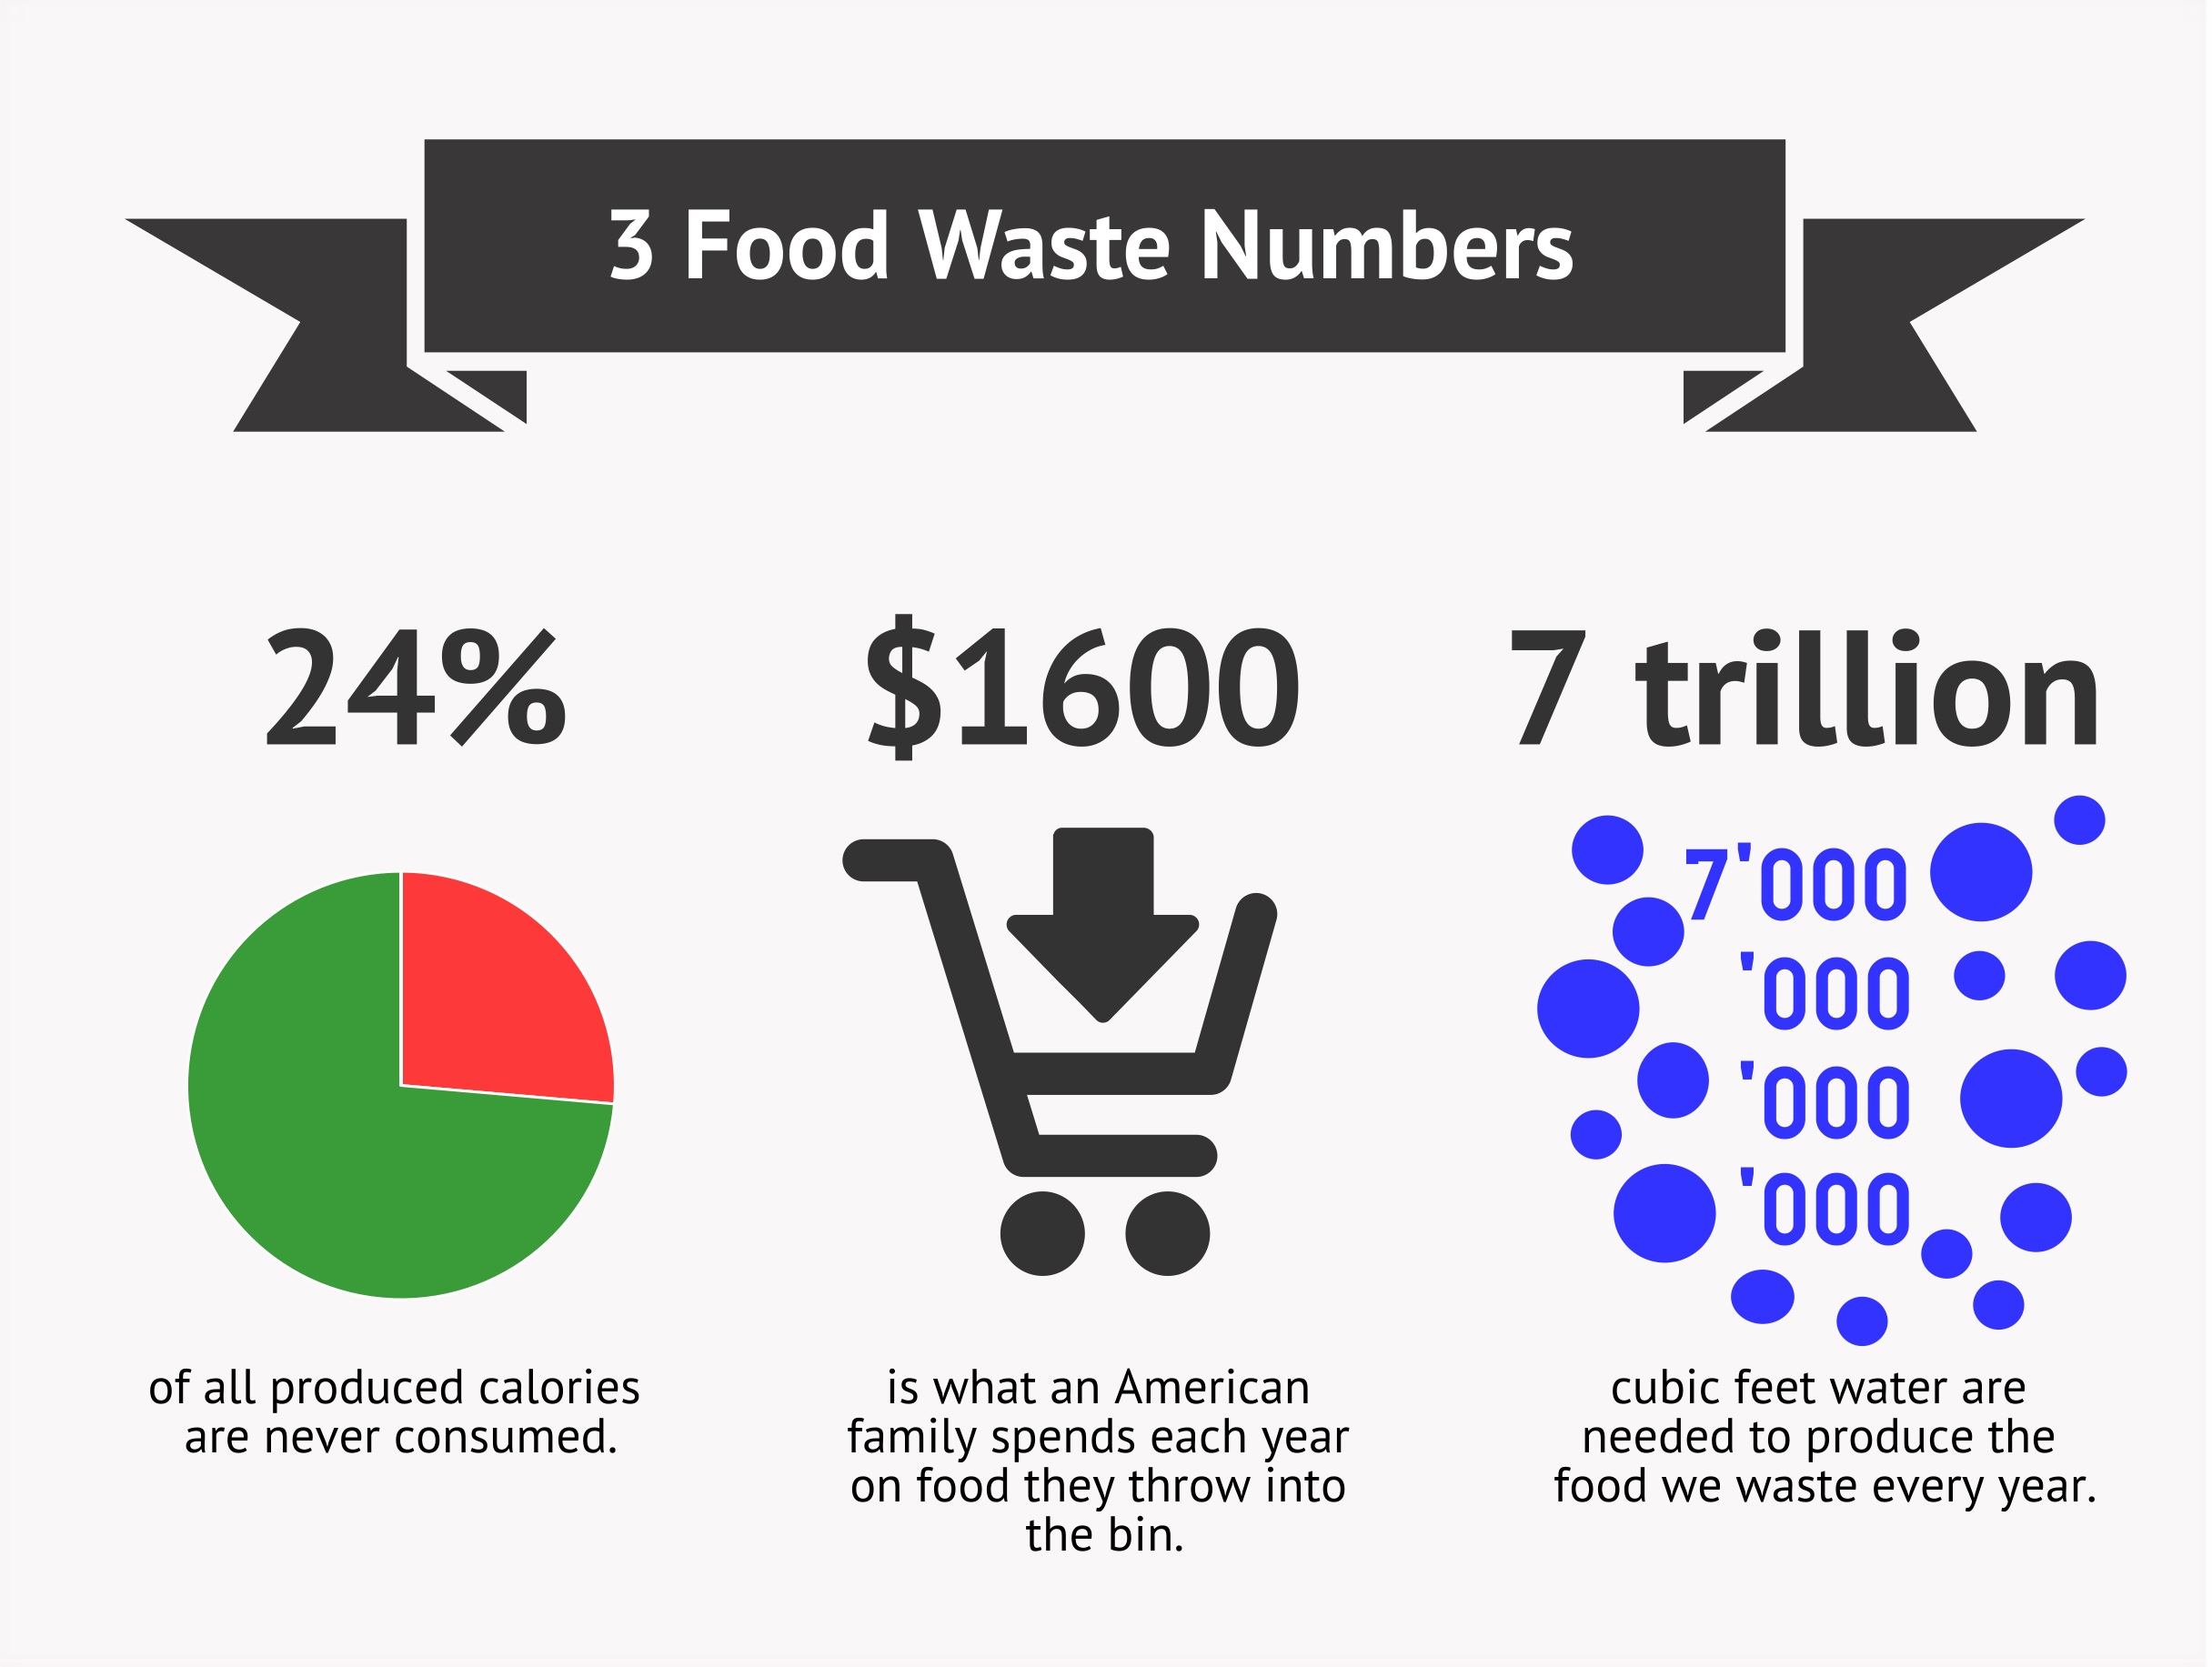 3 Food Waste Numbers
24%
of all produced calories
are never consumed.
$1600
is what an American
family spends each year
on food they throw into
the bin.
7 trillion
7'000
'000
'000
'000
cubic feet water are
needed to produce the
food we waste every year.